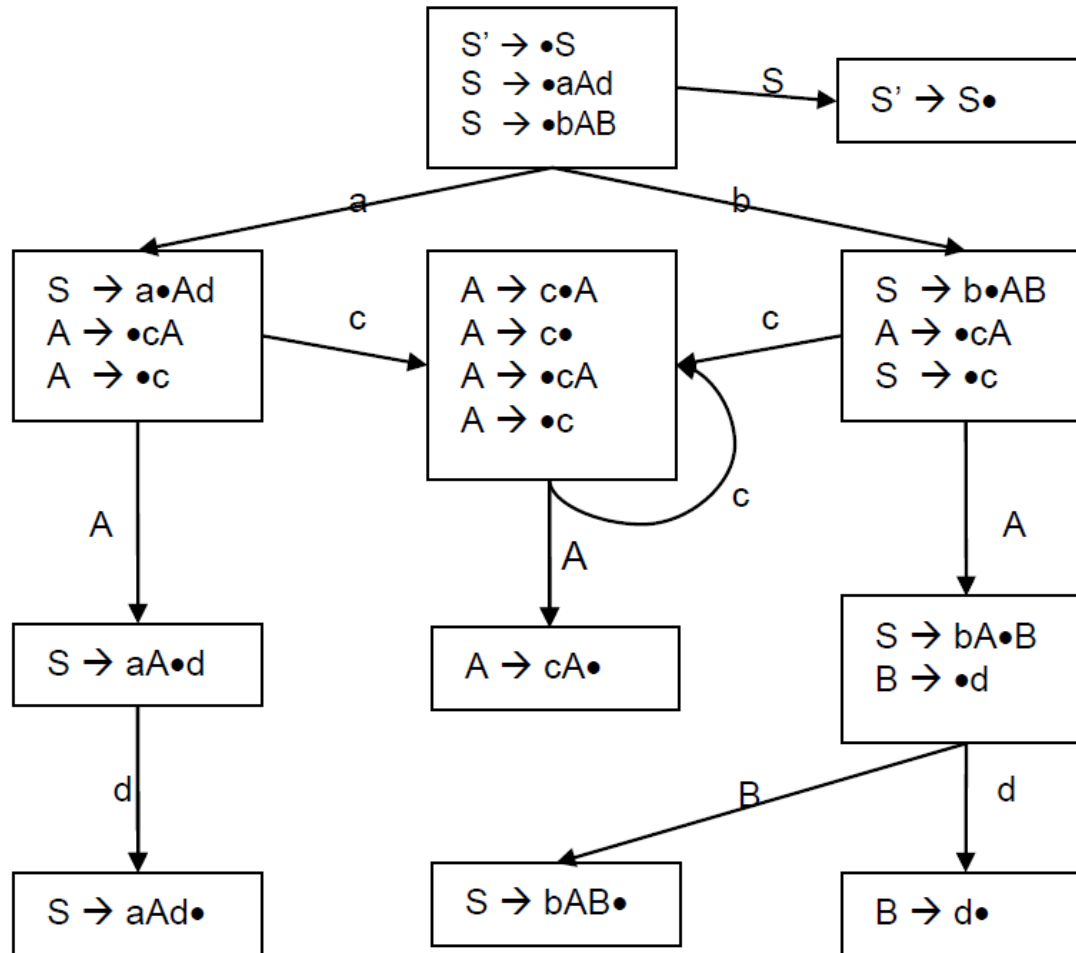 S’ → •S
S → •aAd
S → •bAB
S
S’ → S•
a
b
S → a•Ad
A → •cA
A → •c
c
A → c•A
A → c•
A → •cA
A → •c
c
S → b•AB
A → •cA
S → •c
c
A
A
A
S → aA•d
A → cA•
S → bA•B
B → •d
d
B
d
S → aAd•
S → bAB•
B → d•